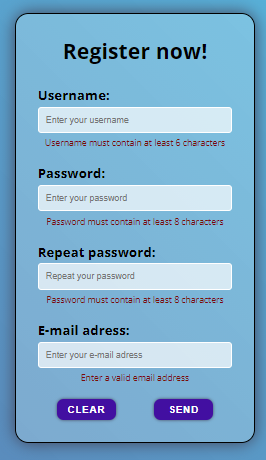 Register now!
Username:
Enter your username
Username must contain at least 6 characters
Password:
Enter your password
Password must contain at least 8 characters
Repeat password:
Repeat your password
Password must contain at least 8 characters
E-mail adress:
Enter your e-mail adress
Enter a valid email address
CLEAR SEND